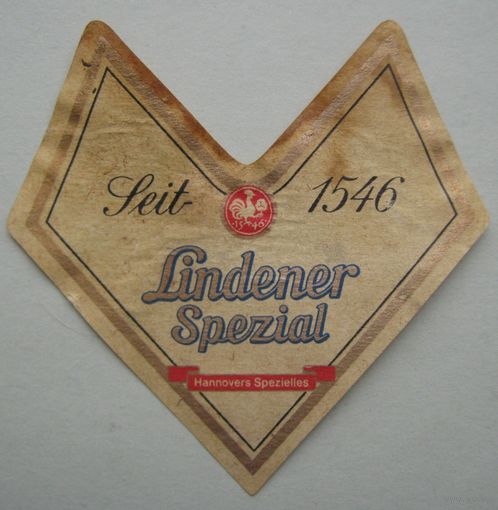 Seit 1546
1546
Lindener
Spezial
Hannovers Spezielles